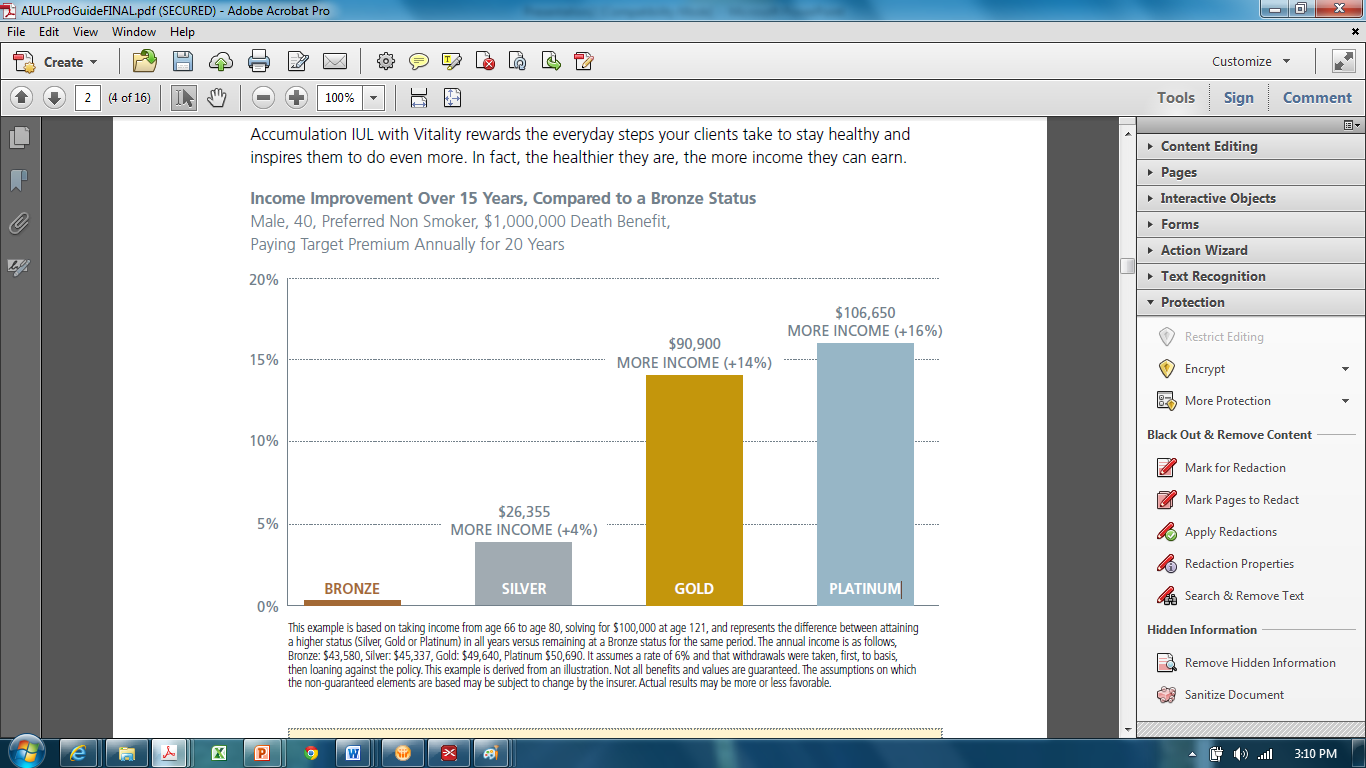 AIULProdGuideFINAL.pdf (SECURED) - Adobe Acrobat Pro
File Edit View Window Help
Create
Customize
2 (4 of 16) 100% Tools Sign Comment
Accumulation IUL with Vitality rewards the everyday steps your clients take to stay healthy and
inspires them to do even more. In fact, the healthier they are, the more income they can earn.
Income Improvement Over 15 Years, Compared to a Bronze Status
Male, 40, Preferred Non Smoker, $1,000,000 Death Benefit,
Paying Target Premium Annually for 20 Years
20%
15%
10%
5%
0%
BRONZE
$26,355
MORE INCOME (+4%)
SILVER
$90,900
MORE INCOME (+14%)
GOLD
$106,650
MORE INCOME (+16%)
PLATINUM
This example is based on taking income from age 66 to age 80, solving for $100,000 at age 121, and represents the difference between attaining
a higher status (Silver, Gold or Platinum) in all years versus remaining at a Bronze status for the same period. The annual income is as follows,
Bronze: $43,580, Silver: $45,337, Gold: $49,640, Platinum $50,690. It assumes a rate of 6% and that withdrawals were taken, first, to basis,
then loaning against the policy. This example is derived from an illustration. Not all benefits and values are guaranteed. The assumptions on which
the non-guaranteed elements are based may be subject to change by the insurer. Actual results may be more or less favorable.
Content Editing
Pages
Interactive Objects
Forms
Action Wizard
Text Recognition
Protection
Restrict Editing
Encrypt
More Protection
Black Out & Remove Content
Mark for Redaction
Mark Pages to Redact
Apply Redactions
Redaction Properties
Search & Remove Text
Hidden Information
Remove Hidden Information
Sanitize Document
3:10 PM